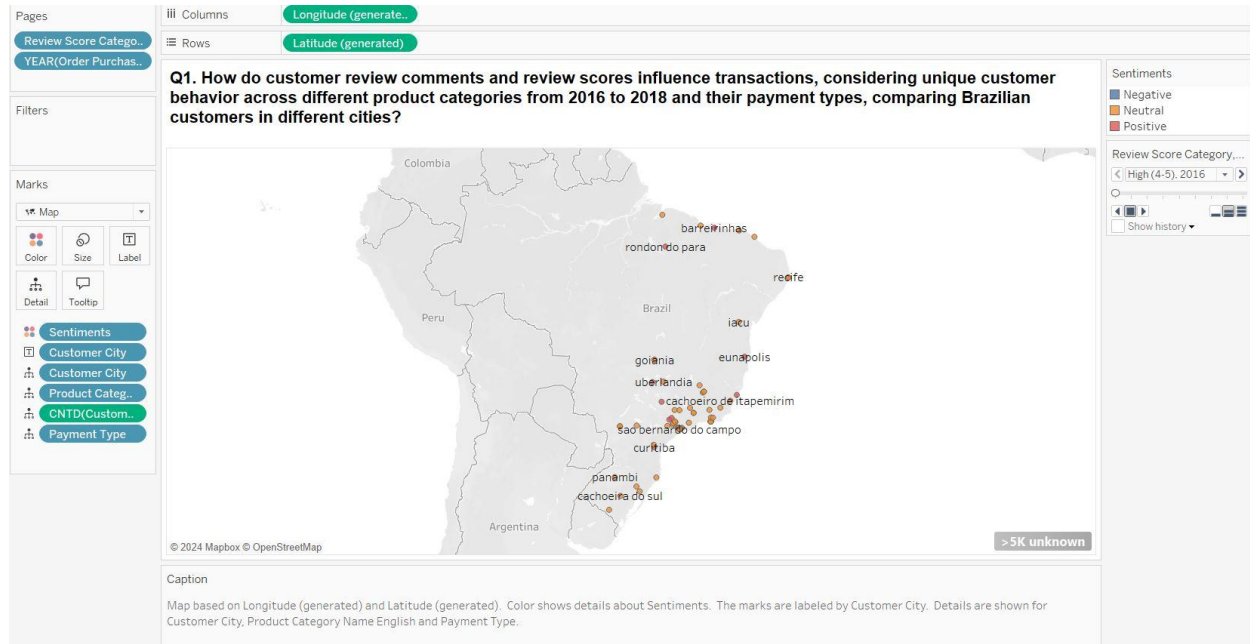 Pages
Review Score Catego..
YEAR(Order Purchas..
Filters
Marks
Map
Color
Size
Label
Detail
Tooltip
Sentiments
Customer City
Customer City
Product Categ..
CNTD(Custom..
Payment Type
Columns
Longitude (generate..
Rows
Latitude (generated)
Q1. How do customer review comments and review scores influence transactions, considering unique customer
behavior across different product categories from 2016 to 2018 and their payment types, comparing Brazilian
customers in different cities?
Colombia
barreirinhas
rondon do para
recife
Brazil
Peru
iacu
goiania
eunapolis
uberlandia
cachoeiro de itapemirim
sao bernardo do campo
curitiba
panambi
cachoeira do sul
Argentina
© 2024 Mapbox © OpenStreetMap
>5K unknown
Caption
Map based on Longitude (generated) and Latitude (generated). Color shows details about Sentiments. The marks are labeled by Customer City. Details are shown for
Customer City, Product Category Name English and Payment Type.
Sentiments
Negative
Neutral
Positive
Review Score Category,...
High (4-5), 2016
Show history